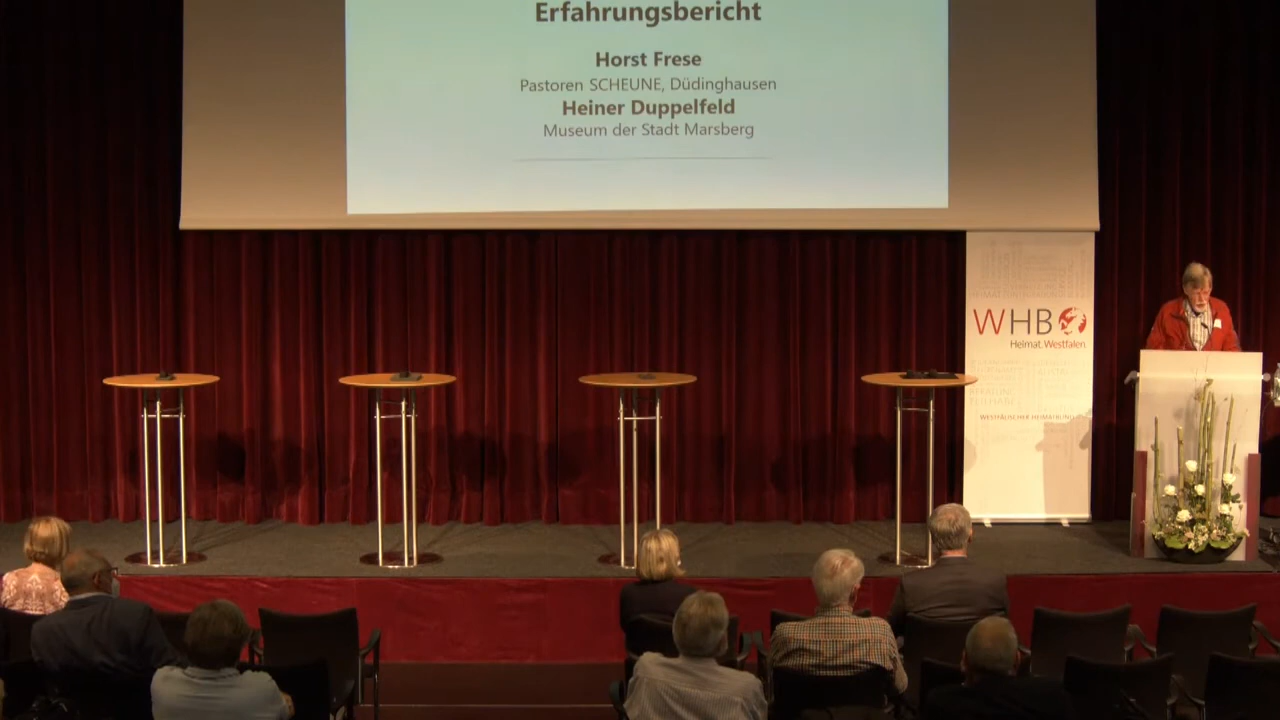 Erfahrungsbericht
Horst Frese
Pastoren SCHEUNE, Düdinghausen
Heiner Duppelfeld
Museum der Stadt Marsberg
WHB
Heimat.Westfalen.
WESTFÄLISCHER HEIMATBUND